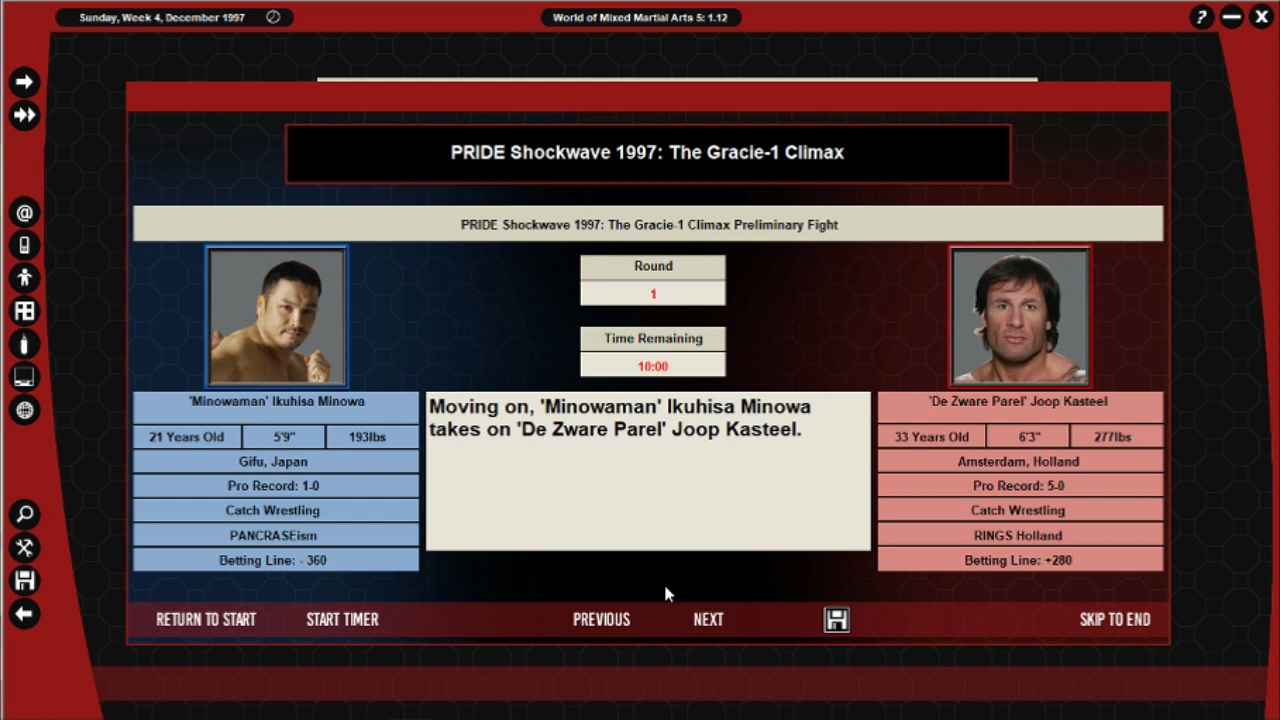 Sunday, Week 4, December 1997
World of Mixed Martial Arts 5: 1.12
?
X
@
PRIDE Shockwave 1997: The Gracie-1 Climax
PRIDE Shockwave 1997: The Gracie-1 Climax Preliminary Fight
Round
1
Time Remaining
10:00
'Minowaman' Ikuhisa Minowa
21 Years Old
5'9"
193lbs
Gifu, Japan
Pro Record: 1-0
Catch Wrestling
PANCRASEism
Betting Line: - 360
Moving on, 'Minowaman' Ikuhisa Minowa
takes on 'De Zware Parel' Joop Kasteel.
'De Zware Parel' Joop Kasteel
33 Years Old
6'3"
277lbs
Amsterdam, Holland
Pro Record: 5-0
Catch Wrestling
RINGS Holland
Betting Line: +280
RETURN TO START
START TIMER
PREVIOUS
NEXT
SKIP TO END